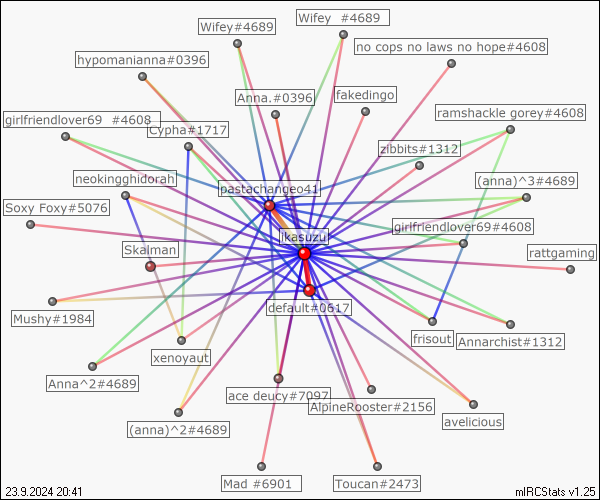 Wifey  #4689
Wifey#4689
no cops no laws no hope#4608
hypomanianna#0396
Anna.#0396
fakedingo
ramshackle gorey#4608
girlfriendlover69  #4608
Cypha#1717
zlbbits#1312
neokingghidorah
pastachangeo41
(anna)^3#4689
Soxy Foxy#5076
girlfriendlover69#4608
ikasuzu
Skaiman
rattgaming
default#0617
Mushy#1984
frisout
Annarchist#1312
xenoyaut
Anna^2#4689
ace deucy#7097
AlpineRooster#2156
avelicious
(anna)^2#4689
Mad #6901
Toucan#2473
23.9.2024 20:41
mIRCStats v1.25